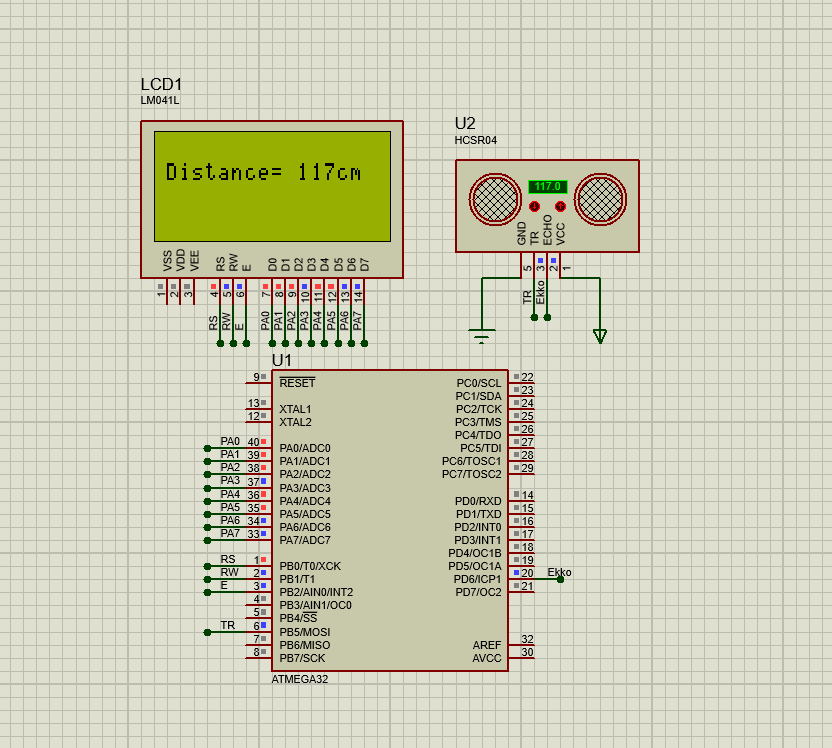 LCD1
LM041L
Distance= 117cm
VSS VDD VEE RS RW E D0 D1 D2 D3 D4 D5 D6 D7
1 2 3 4 5 6 7 8 9 10 11 12 13 14
RS RW E PA0 PA1 PA2 PA3 PA4 PA5 PA6 PA7
U2
HCSR04
117.0
GND TR ECHO VCC
5 3 2 1
TR Ekko
U1
9 RESET
13 XTAL1
12 XTAL2
PA0 40 PA0/ADC0
PA1 39 PA1/ADC1
PA2 38 PA2/ADC2
PA3 37 PA3/ADC3
PA4 36 PA4/ADC4
PA5 35 PA5/ADC5
PA6 34 PA6/ADC6
PA7 33 PA7/ADC7
RS 1 PB0/T0/XCK
RW 2 PB1/T1
E 3 PB2/AIN0/INT2
4 PB3/AIN1/OC0
5 PB4/SS
TR 6 PB5/MOSI
7 PB6/MISO
8 PB7/SCK
PC0/SCL 22
PC1/SDA 23
PC2/TCK 24
PC3/TMS 25
PC4/TDO 26
PC5/TDI 27
PC6/TOSC1 28
PC7/TOSC2 29
PD0/RXD 14
PD1/TXD 15
PD2/INT0 16
PD3/INT1 17
PD4/OC1B 18
PD5/OC1A 19
PD6/ICP1 20 Ekko
PD7/OC2 21
AREF 32
AVCC 30
ATMEGA32